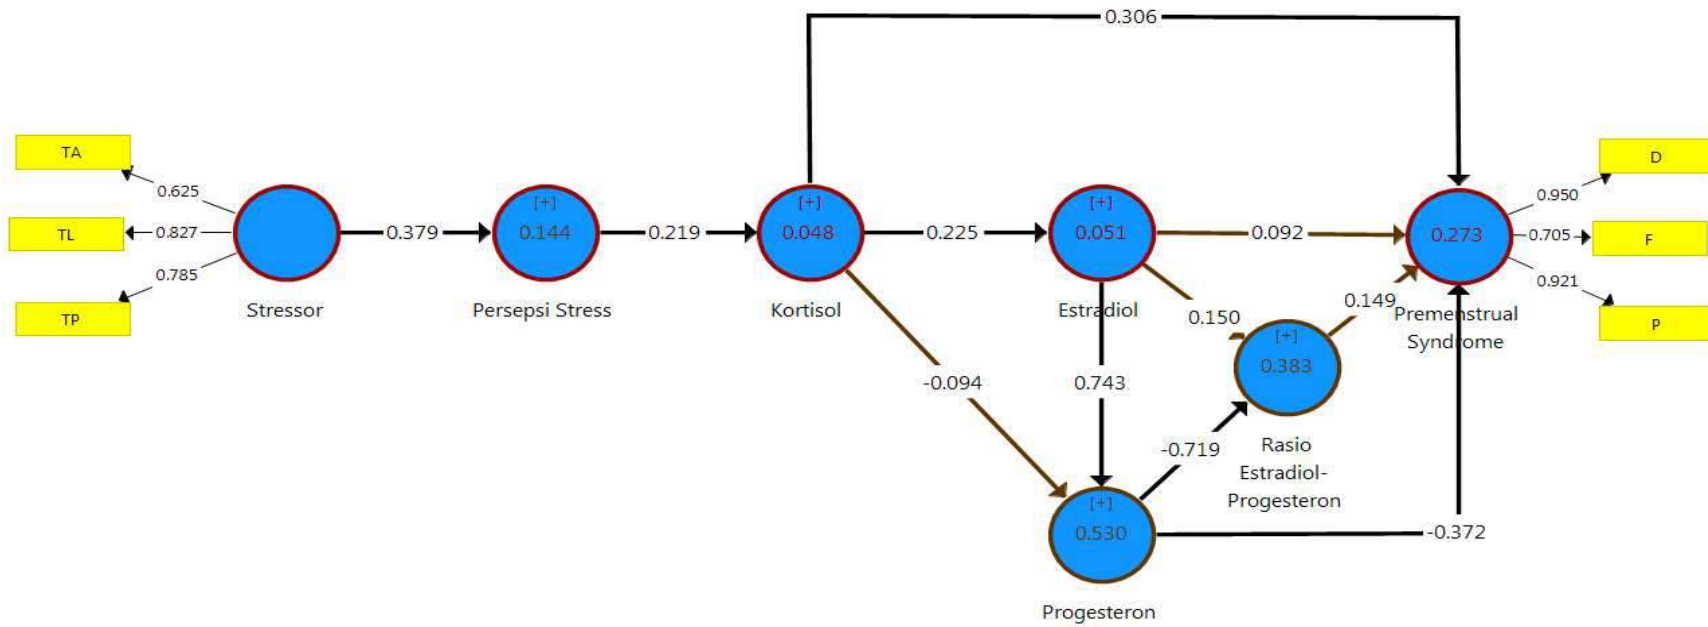 0.306
TA
D
0.625
0.950
[+]
[+]
[+]
TL
0.827
0.379
0.144
0.219
0.048
0.225
0.051
0.092
0.273
0.705
F
0.785
0.921
TP
Stressor
Persepsi Stress
Kortisol
Estradiol
0.150
0.149
Premenstrual
Syndrome
P
[+]
0.383
-0.094
0.743
-0.719
Rasio
Estradiol-
Progesteron
[+]
0.530
-0.372
Progesteron